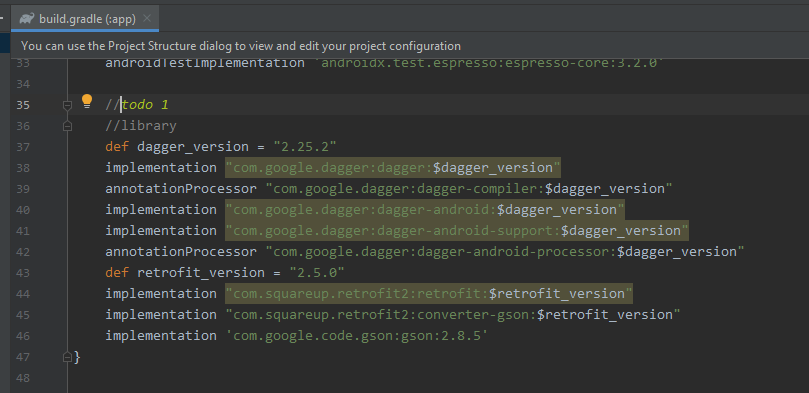 build.gradle (:app)
You can use the Project Structure dialog to view and edit your project configuration
33 androidTestImplementation 'androidx.test.espresso:espresso-core:3.2.0'
34
35 //todo 1
36 //library
37 def dagger_version = "2.25.2"
38 implementation "com.google.dagger:dagger:$dagger_version"
39 annotationProcessor "com.google.dagger:dagger-compiler:$dagger_version"
40 implementation "com.google.dagger:dagger-android:$dagger_version"
41 implementation "com.google.dagger:dagger-android-support:$dagger_version"
42 annotationProcessor "com.google.dagger:dagger-android-processor:$dagger_version"
43 def retrofit_version = "2.5.0"
44 implementation "com.squareup.retrofit2:retrofit:$retrofit_version"
45 implementation "com.squareup.retrofit2:converter-gson:$retrofit_version"
46 implementation 'com.google.code.gson:gson:2.8.5'
47 }
48